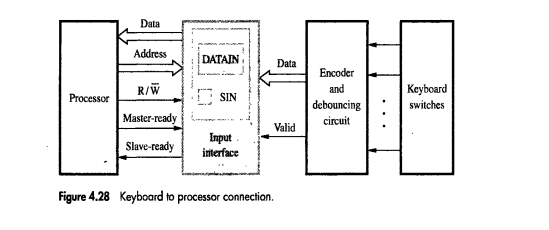 Data
Address
Processor
R/W̅
Master-ready
Slave-ready
DATAIN
SIN
Input
interface
Data
Valid
Encoder
and
debouncing
circuit
Keyboard
switches
Figure 4.28 Keyboard to processor connection.